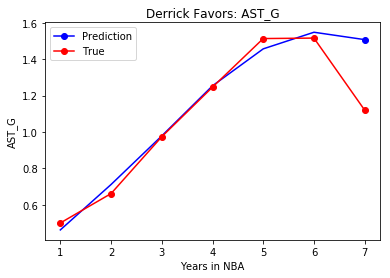 Derrick Favors: AST_G
Prediction
True
AST_G
1.6
1.4
1.2
1.0
0.8
0.6
1 2 3 4 5 6 7
Years in NBA